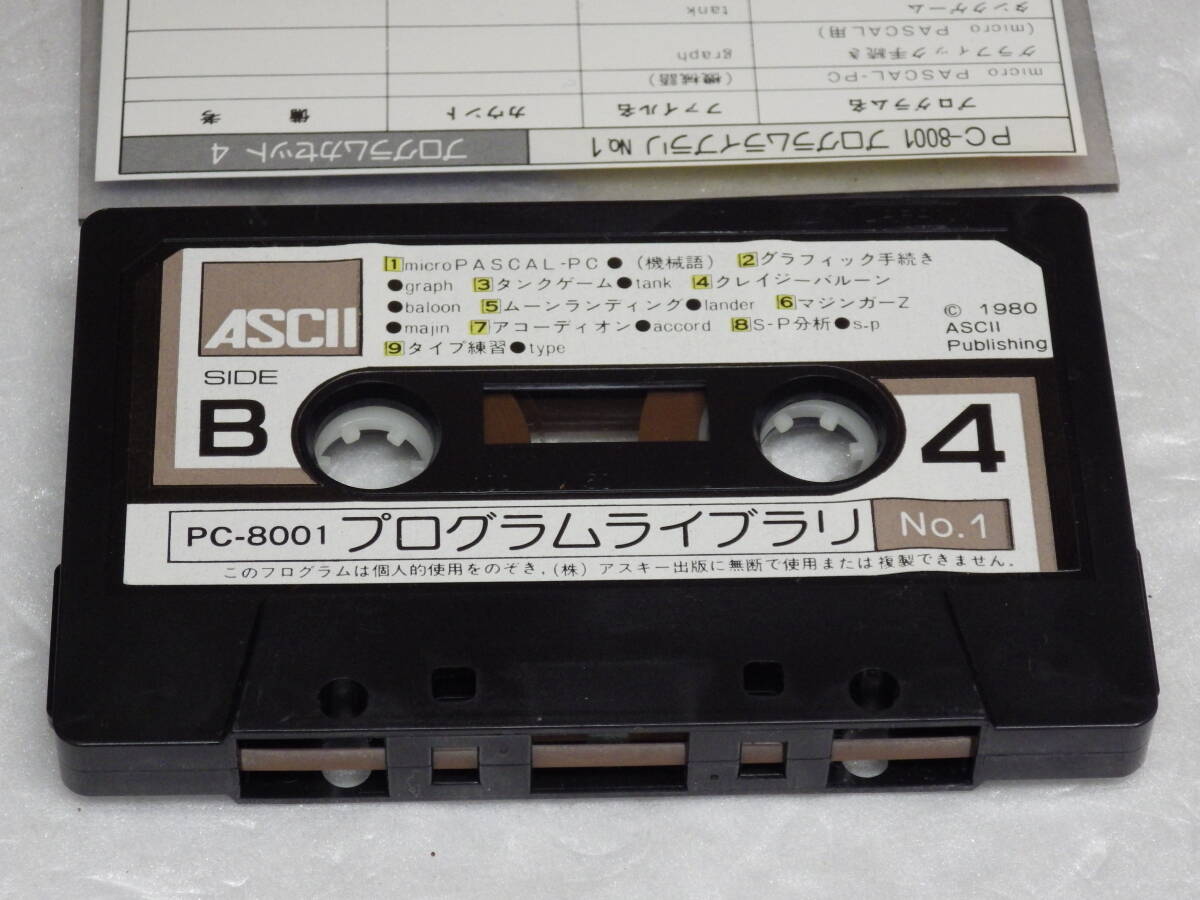 PC-8001 プログラムライブラリ No.1 プログラムカセット 4
プログラム名 ファイル名 カウント 備 考
micro PASCAL-PC (機械語)
グラフィック手続き graph
(micro PASCAL用)
タンクゲーム tank
ASCII
1 microPASCAL-PC●(機械語) 2 グラフィック手続き
●graph 3 タンクゲーム●tank 4 クレイジーバルーン
●baloon 5 ムーンランディング●lander 6 マジンガーZ
●majin 7 アコーディオン●accord 8 S-P分析●s-p
9 タイプ練習●type
© 1980
ASCII
Publishing
SIDE
B
4
PC-8001 プログラムライブラリ No.1
このプログラムは個人的使用をのぞき,(株) アスキー出版に無断で使用または複製できません.